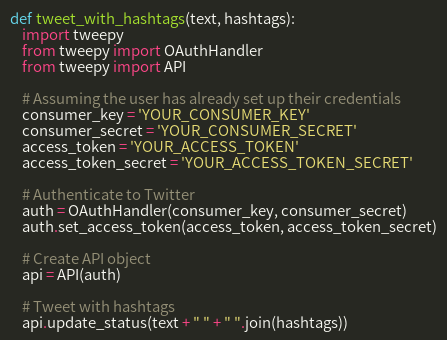 def tweet_with_hashtags(text, hashtags):
    import tweepy
    from tweepy import OAuthHandler
    from tweepy import API

    # Assuming the user has already set up their credentials
    consumer_key = 'YOUR_CONSUMER_KEY'
    consumer_secret = 'YOUR_CONSUMER_SECRET'
    access_token = 'YOUR_ACCESS_TOKEN'
    access_token_secret = 'YOUR_ACCESS_TOKEN_SECRET'

    # Authenticate to Twitter
    auth = OAuthHandler(consumer_key, consumer_secret)
    auth.set_access_token(access_token, access_token_secret)

    # Create API object
    api = API(auth)

    # Tweet with hashtags
    api.update_status(text + " " + " ".join(hashtags))